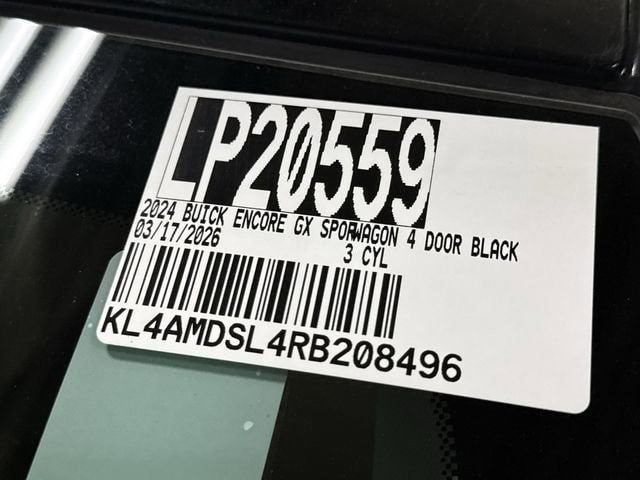 LP20559
2024 BUICK ENCORE GX SPORWAGON 4 DOOR BLACK
03/17/2026 3 CYL
KL4AMDSL4RB208496